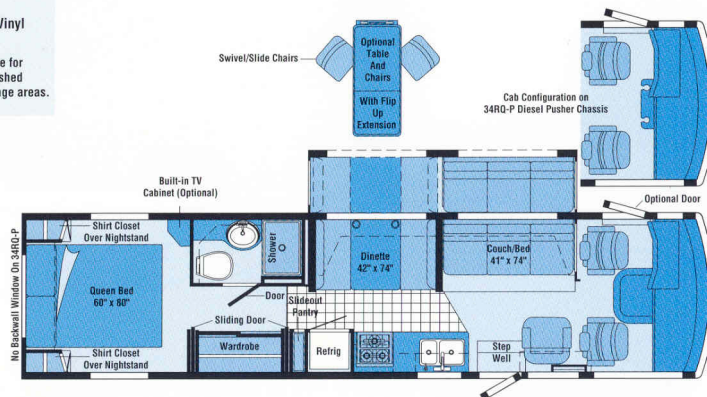 Vinyl
e for
shed
nge areas.
Swivel/Slide Chairs
Optional
Table
And
Chairs
With Flip
Up
Extension
Cab Configuration on
34RQ-P Diesel Pusher Chassis
Built-in TV
Cabinet (Optional)
Optional Door
No Backwall Window On 34RQ-P
Shirt Closet
Over Nightstand
Shower
Queen Bed
60" x 80"
Dinette
42" x 74"
Couch/Bed
41" x 74"
Door
Slideout
Pantry
Sliding Door
Wardrobe
Refrig
Step
Well
Shirt Closet
Over Nightstand